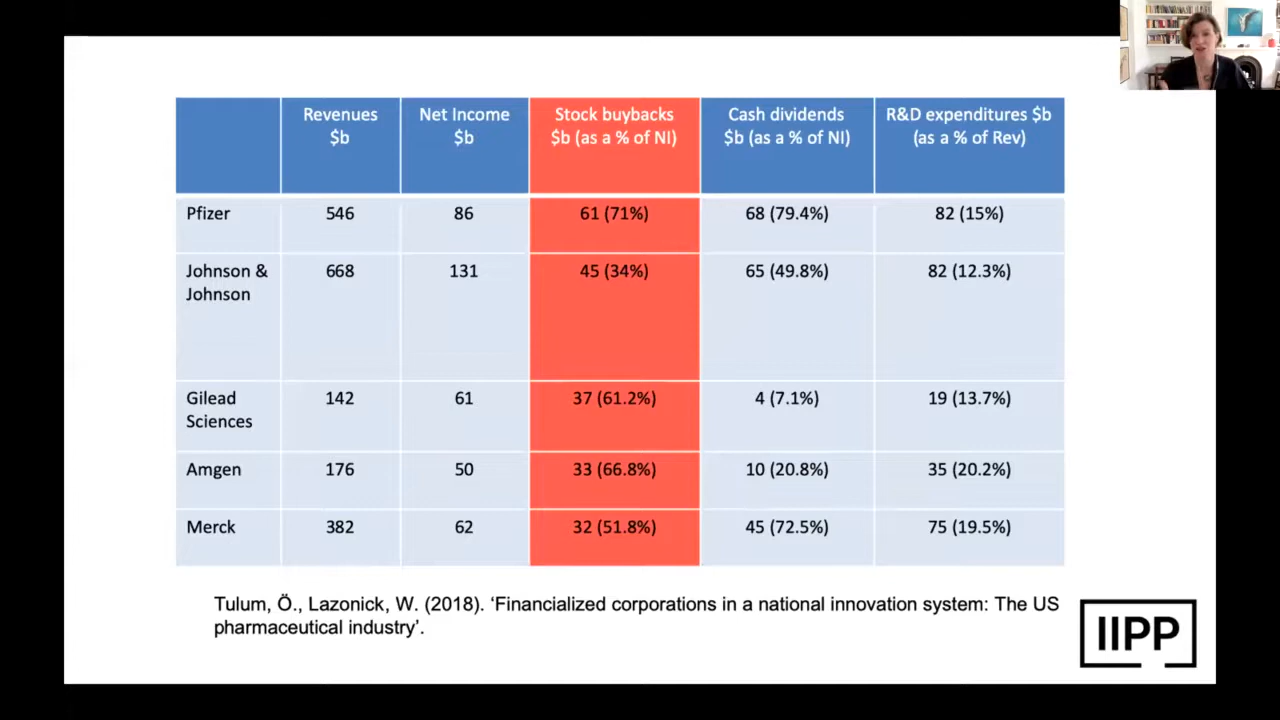 Revenues Net Income Stock buybacks Cash dividends R&D expenditures $b
$b $b $b (as a % of NI) $b (as a % of NI) (as a % of Rev)
Pfizer 546 86 61 (71%) 68 (79.4%) 82 (15%)
Johnson & 668 131 45 (34%) 65 (49.8%) 82 (12.3%)
Johnson
Gilead 142 61 37 (61.2%) 4 (7.1%) 19 (13.7%)
Sciences
Amgen 176 50 33 (66.8%) 10 (20.8%) 35 (20.2%)
Merck 382 62 32 (51.8%) 45 (72.5%) 75 (19.5%)
Tulum, Ö., Lazonick, W. (2018). ‘Financialized corporations in a national innovation system: The US
pharmaceutical industry’.
IIPP